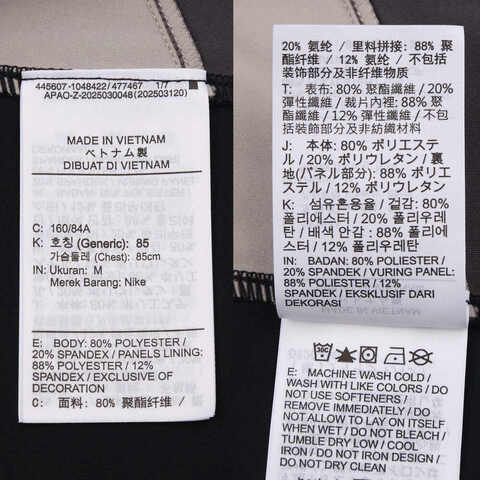 445607-1048422/477467 1/7
APAO-Z-2025030048(202503120)
MADE IN VIETNAM
ベトナム製
DIBUAT DI VIETNAM
C: 160/84A
K: 호칭 (Generic): 85
가슴둘레 (Chest): 85cm
IN: Ukuran: M
Merek Barang: Nike
E: BODY: 80% POLYESTER/
20% SPANDEX / PANELS LINING:
88% POLYESTER / 12%
SPANDEX / EXCLUSIVE OF
DECORATION
C: 面料: 80% 聚酯纤维 /
20% 氨纶 / 里料拼接: 88% 聚
酯纤维 / 12% 氨纶 / 不包括
装饰部分及非纤维物质
T: 表布: 80% 聚酯纖維 / 20%
彈性纖維 / 裁片內裡: 88% 聚酯
纖維 / 12% 彈性纖維 / 不包括
裝飾部分及非紡織材料
J: 本体: 80% ポリエステ
ル / 20% ポリウレタン / 裏
地(パネル部分): 88% ポリエ
ステル / 12% ポリウレタン
K: 섬유혼용율 / 겉감: 80%
폴리에스터 / 20% 폴리우레
탄 / 배색 안감: 88% 폴리에
스터 / 12% 폴리우레탄
IN: BADAN: 80% POLIESTER /
20% SPANDEX / VURING PANEL:
88% POLIESTER / 12%
SPANDEX / EKSKLUSIF DARI
DEKORASI
E: MACHINE WASH COLD /
WASH WITH LIKE COLORS / DO
NOT USE SOFTENERS /
REMOVE IMMEDIATELY / DO
NOT ALLOW TO LAY ON ITSELF
WHEN WET / DO NOT BLEACH /
TUMBLE DRY LOW / COOL
IRON / DO NOT IRON DESIGN /
DO NOT DRY CLEAN